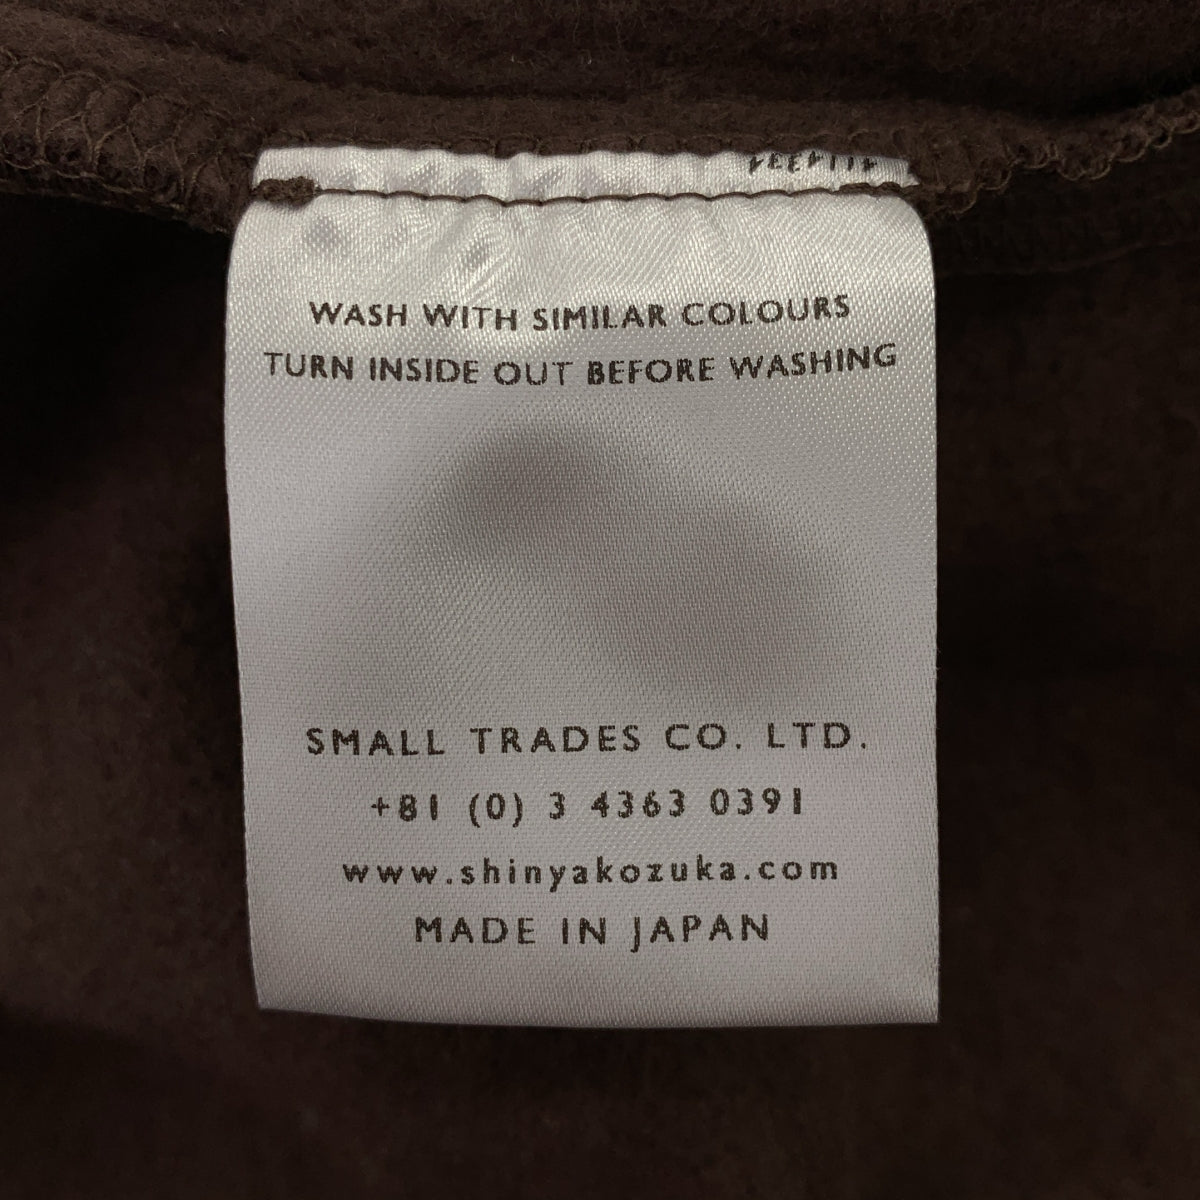 WASH WITH SIMILAR COLOURS
TURN INSIDE OUT BEFORE WASHING
SMALL TRADES CO. LTD.
+81 (0) 3 4363 0391
www.shinyakozuka.com
MADE IN JAPAN